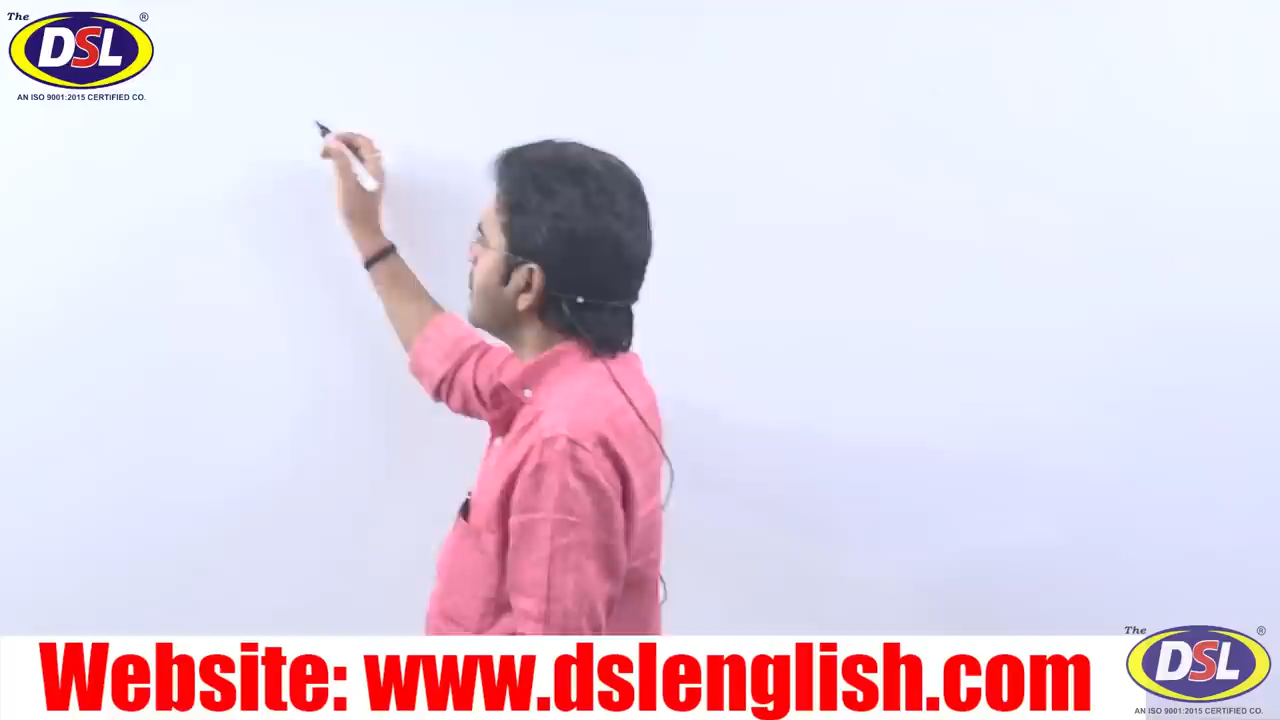 The
®
DSL
AN ISO 9001:2015 CERTIFIED CO.
Website: www.dslenglish.com
The
®
DSL
AN ISO 9001:2015 CERTIFIED CO.